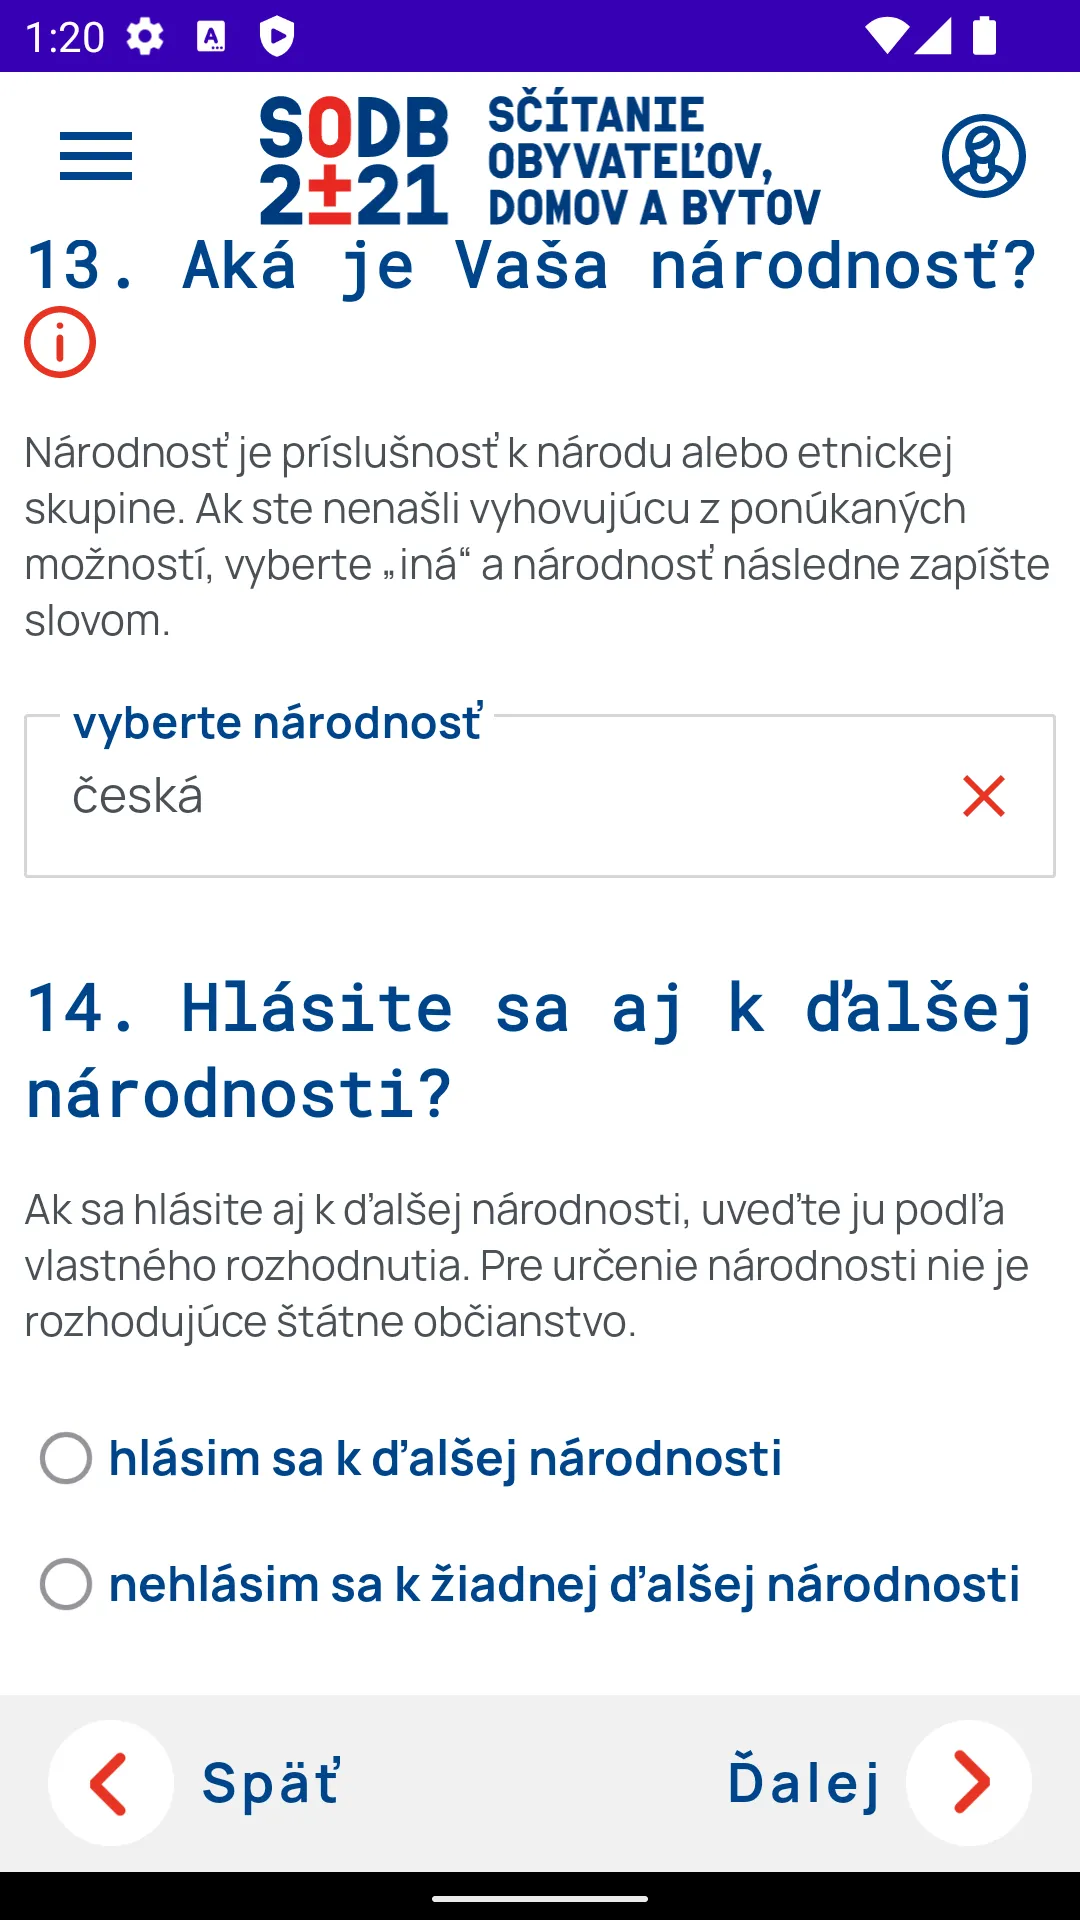 1:20
SODB
2±21
SČÍTANIE
OBYVATEĽOV,
DOMOV A BYTOV
13. Aká je Vaša národnosť?
Národnosť je príslušnosť k národu alebo etnickej
skupine. Ak ste nenašli vyhovujúcu z ponúkaných
možností, vyberte „iná“ a národnosť následne zapíšte
slovom.
vyberte národnosť
česká
14. Hlásite sa aj k ďalšej
národnosti?
Ak sa hlásite aj k ďalšej národnosti, uveďte ju podľa
vlastného rozhodnutia. Pre určenie národnosti nie je
rozhodujúce štátne občianstvo.
hlásim sa k ďalšej národnosti
nehlásim sa k žiadnej ďalšej národnosti
Späť
Ďalej